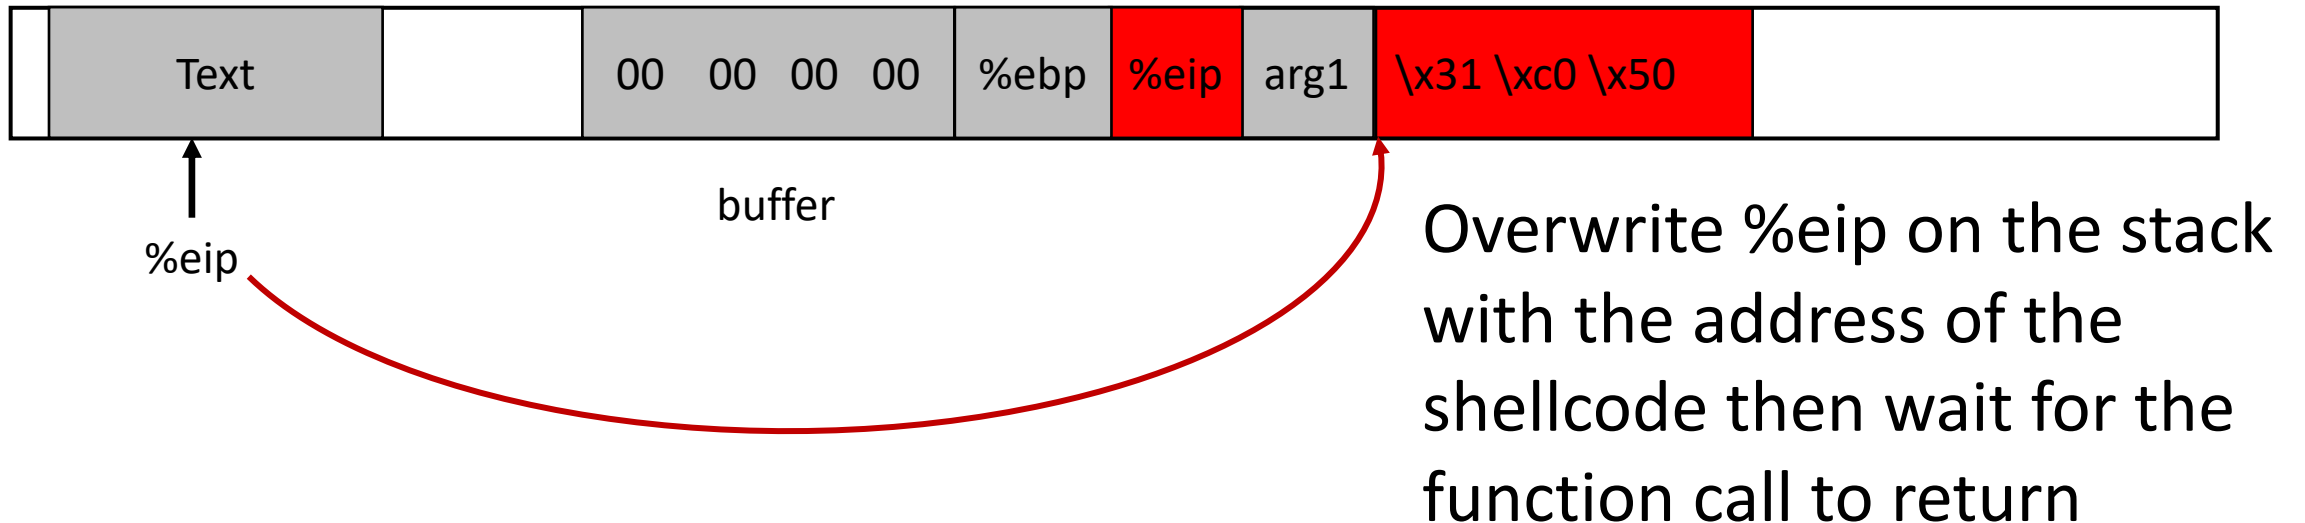 Text 00 00 00 00 %ebp %eip arg1 \x31 \xc0 \x50
buffer
%eip
Overwrite %eip on the stack
with the address of the
shellcode then wait for the
function call to return